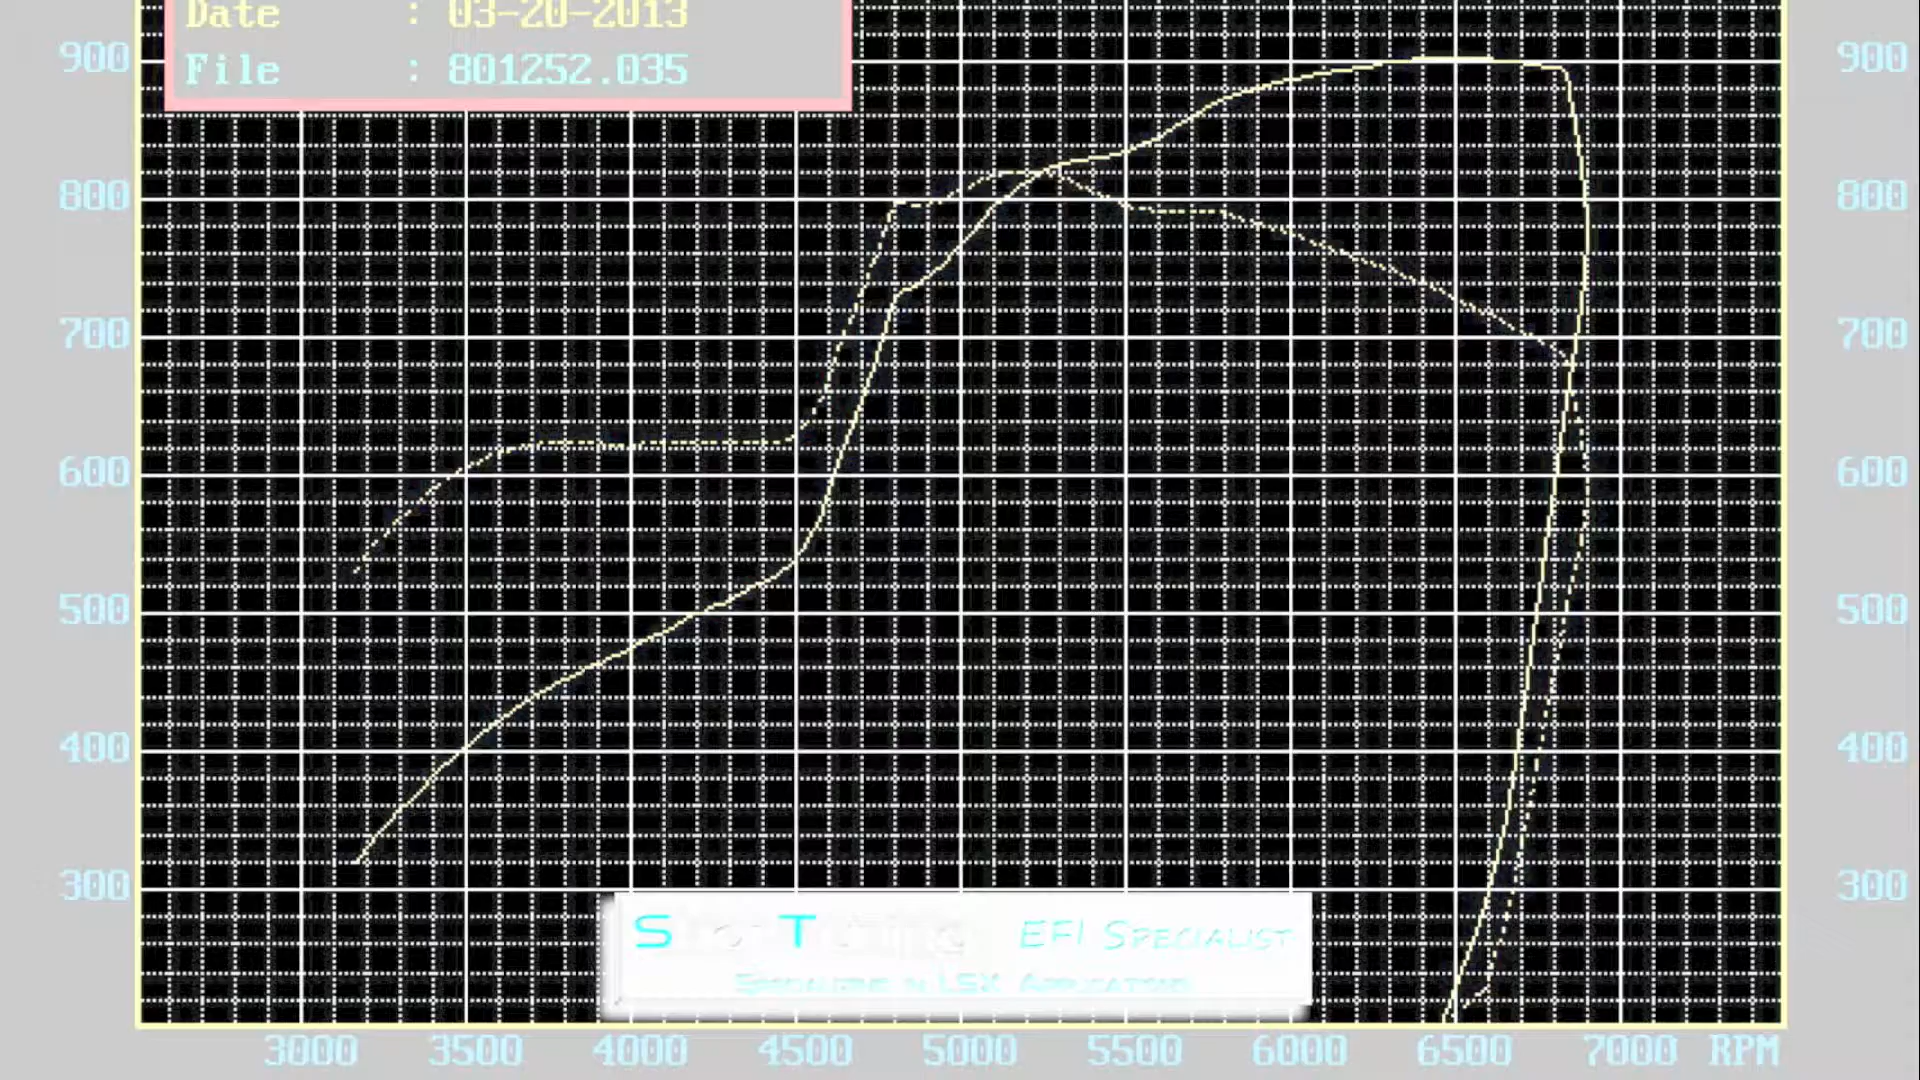 Date : 03-20-2013
File : 801252.035
900 900
800 800
700 700
600 600
500 500
400 400
300 300
EFI Specialist
3000 3500 4000 4500 5000 5500 6000 6500 7000 RPM